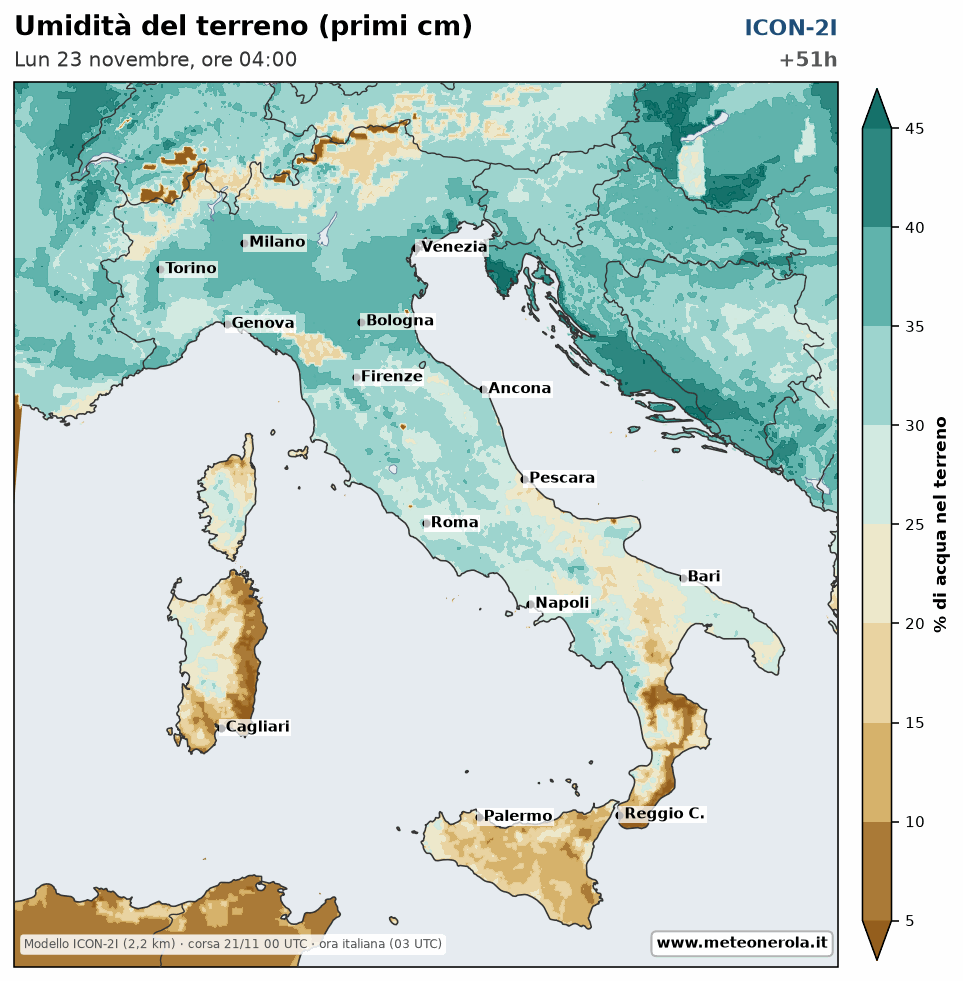 Umidità del terreno (primi cm)
ICON-2I
Lun 23 novembre, ore 04:00
+51h
Milano
Venezia
Torino
Genova
Bologna
Firenze
Ancona
Pescara
Roma
Bari
Napoli
Cagliari
Palermo
Reggio C.
45
40
35
30
25
20
15
10
5
% di acqua nel terreno
Modello ICON-2I (2,2 km) · corsa 21/11 00 UTC · ora italiana (03 UTC)
www.meteonerola.it